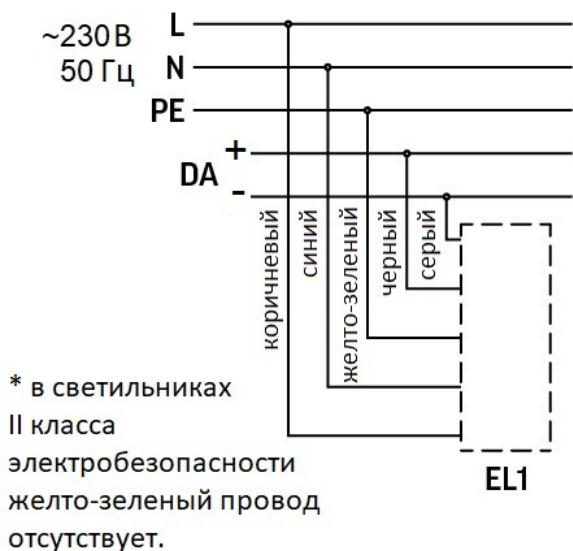 ~230В
50 Гц
L
N
PE
DA
+
-
коричневый
синий
желто-зеленый
черный
серый
EL1
* в светильниках
II класса
электробезопасности
желто-зеленый провод
отсутствует.